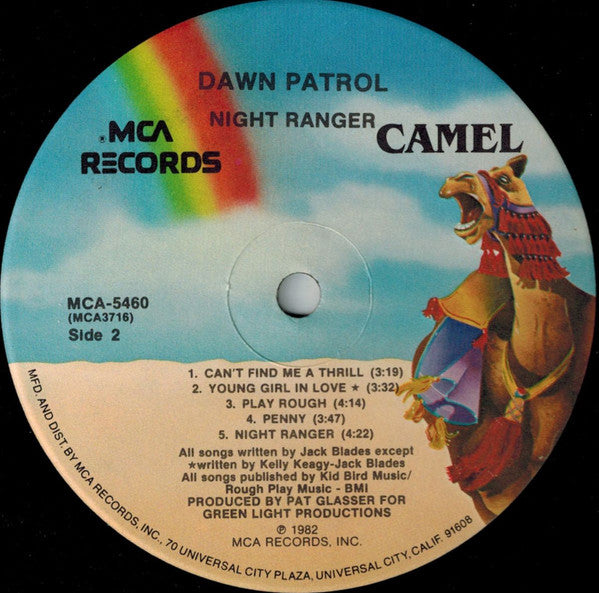 DAWN PATROL
NIGHT RANGER
®MCA
RECORDS
CAMEL
MCA-5460
(MCA3716)
Side 2
1. CAN'T FIND ME A THRILL (3:19)
2. YOUNG GIRL IN LOVE ★ (3:32)
3. PLAY ROUGH (4:14)
4. PENNY (3:47)
5. NIGHT RANGER (4:22)
All songs written by Jack Blades except
★written by Kelly Keagy-Jack Blades
All songs published by Kid Bird Music/
Rough Play Music - BMI
PRODUCED BY PAT GLASSER FOR
GREEN LIGHT PRODUCTIONS
℗ 1982
MCA RECORDS, INC.
MFD. AND DIST. BY MCA RECORDS, INC., 70 UNIVERSAL CITY PLAZA, UNIVERSAL CITY, CALIF. 91608